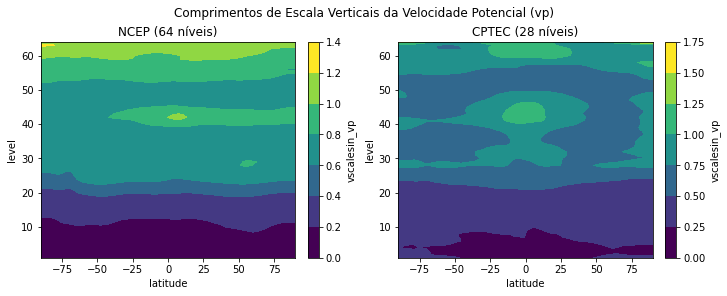 Comprimentos de Escala Verticais da Velocidade Potencial (vp)
NCEP (64 níveis)
60
50
40
30
20
10
level
−75 −50 −25 0 25 50 75
latitude
1.4
1.2
1.0
0.8
0.6
0.4
0.2
0.0
vscalesin_vp
CPTEC (28 níveis)
60
50
40
30
20
10
level
−75 −50 −25 0 25 50 75
latitude
1.75
1.50
1.25
1.00
0.75
0.50
0.25
0.00
vscalesin_vp